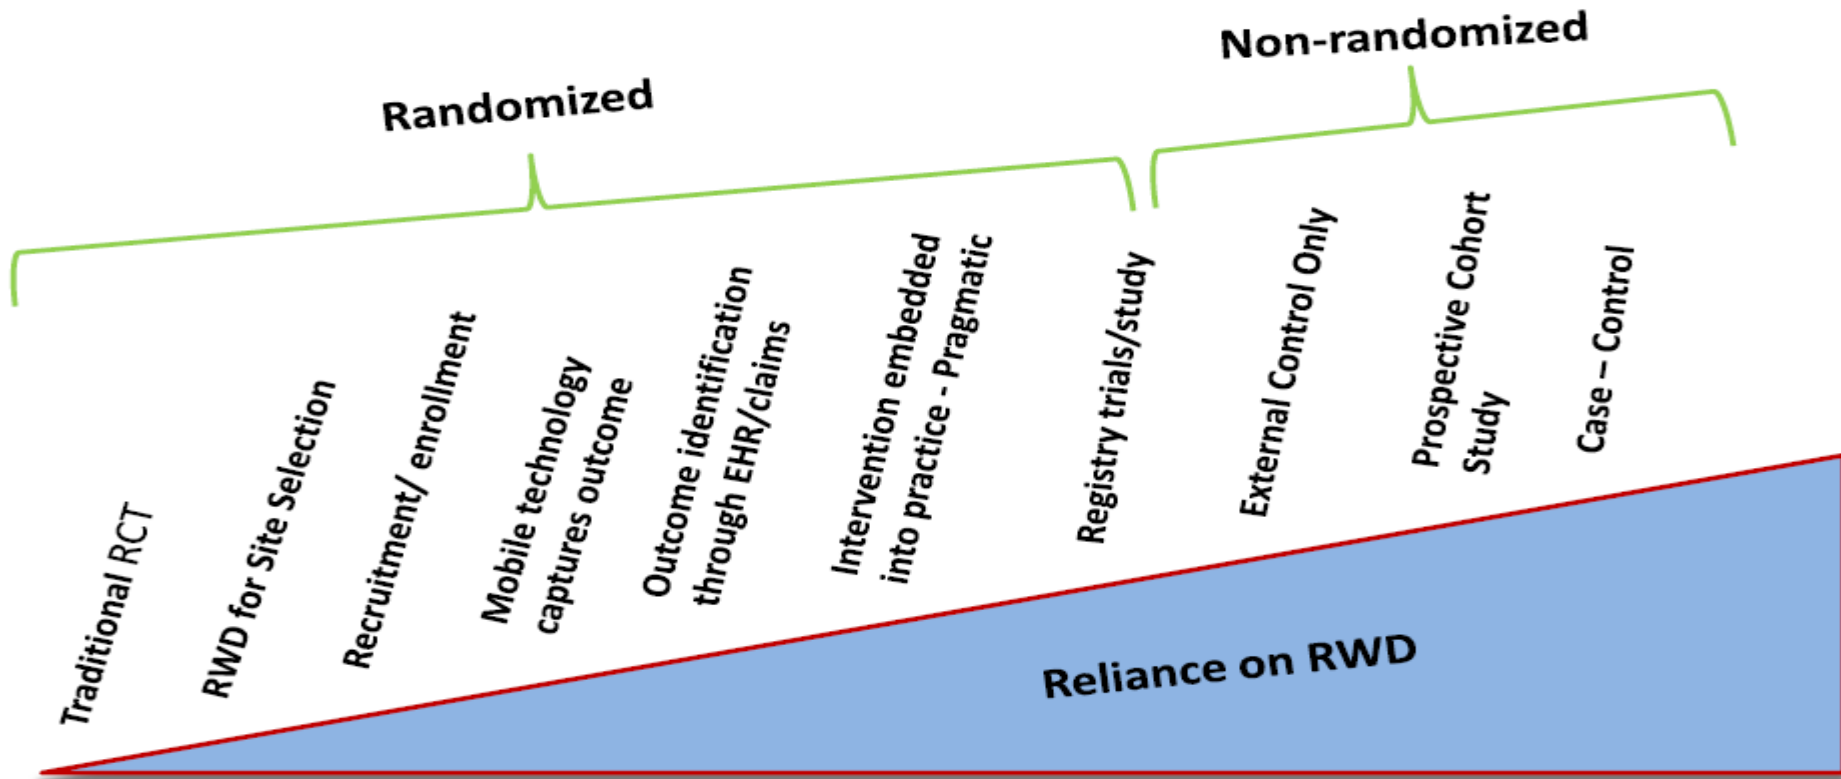 Randomized
Non-randomized
Traditional RCT
RWD for Site Selection
Recruitment/ enrollment
Mobile technology
captures outcome
Outcome identification
through EHR/claims
Intervention embedded
into practice - Pragmatic
Registry trials/study
External Control Only
Prospective Cohort
Study
Case – Control
Reliance on RWD